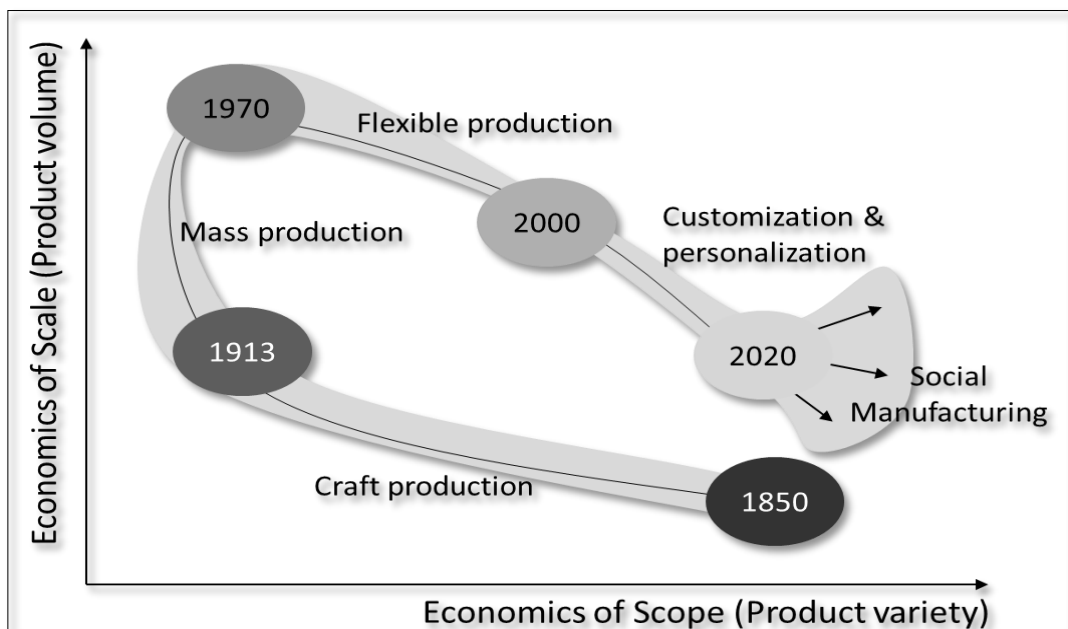 Economics of Scale (Product volume)
1970
Flexible production
2000
Customization &
personalization
Mass production
1913
2020
Social
Manufacturing
Craft production
1850
Economics of Scope (Product variety)